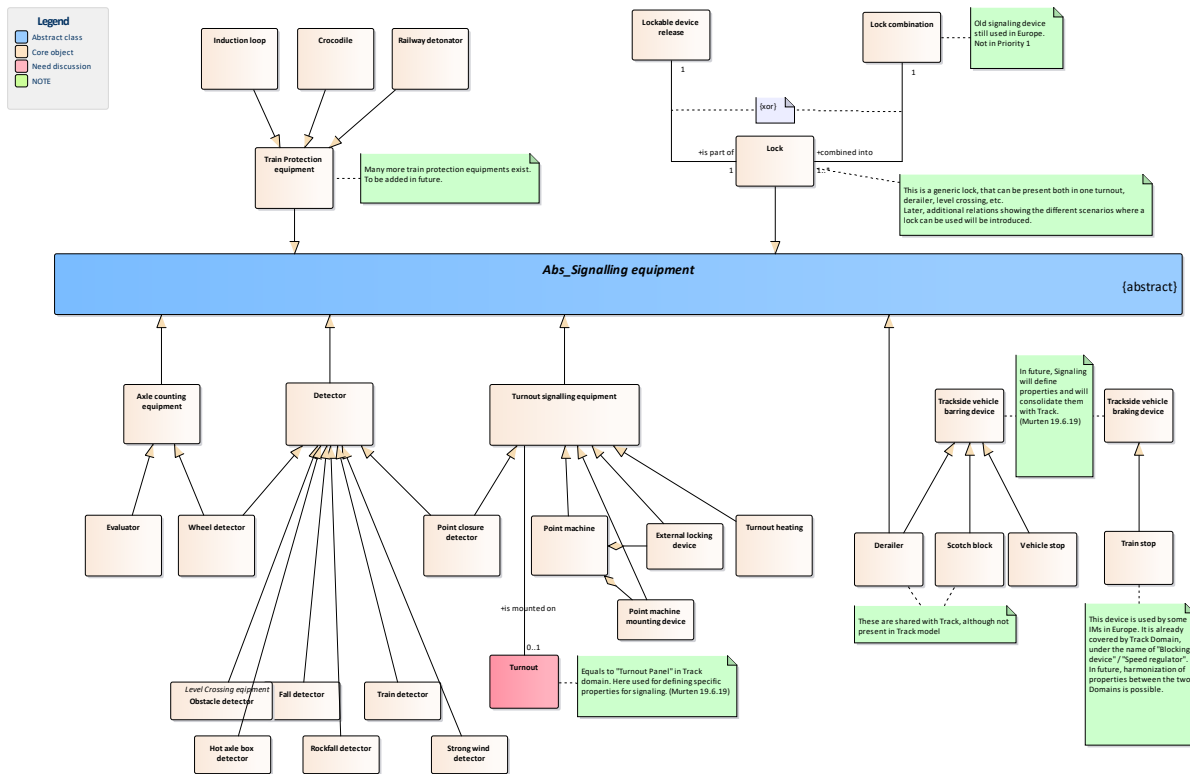 Legend
Abstract class
Core object
Need discussion
NOTE
Induction loop
Crocodile
Railway detonator
Lockable device
release
Lock combination
Old signaling device
still used in Europe.
Not in Priority 1
1
1
{xor}
Train Protection
equipment
Many more train protection equipments exist.
To be added in future.
Lock
+is part of
1
+combined into
1..*
This is a generic lock, that can be present both in one turnout,
derailer, level crossing, etc.
Later, additional relations showing the different scenarios where a
lock can be used will be introduced.
Abs_Signalling equipment
{abstract}
Axle counting
equipment
Detector
Turnout signalling equipment
Trackside vehicle
barring device
In future, Signaling
will define
properties and will
consolidate them
with Track.
(Murten 19.6.19)
Trackside vehicle
braking device
Evaluator
Wheel detector
Point closure
detector
Point machine
External locking
device
Turnout heating
Derailer
Scotch block
Vehicle stop
Train stop
Point machine
mounting device
+is mounted on
0..1
These are shared with Track, although not
present in Track model
This device is used by some
IMs in Europe. It is already
covered by Track Domain,
under the name of "Blocking
device" / "Speed regulator".
In future, harmonization of
properties between the two
Domains is possible.
Turnout
Equals to "Turnout Panel" in Track
domain. Here used for defining specific
properties for signaling. (Murten 19.6.19)
Level Crossing eqipment
Obstacle detector
Fall detector
Train detector
Hot axle box
detector
Rockfall detector
Strong wind
detector